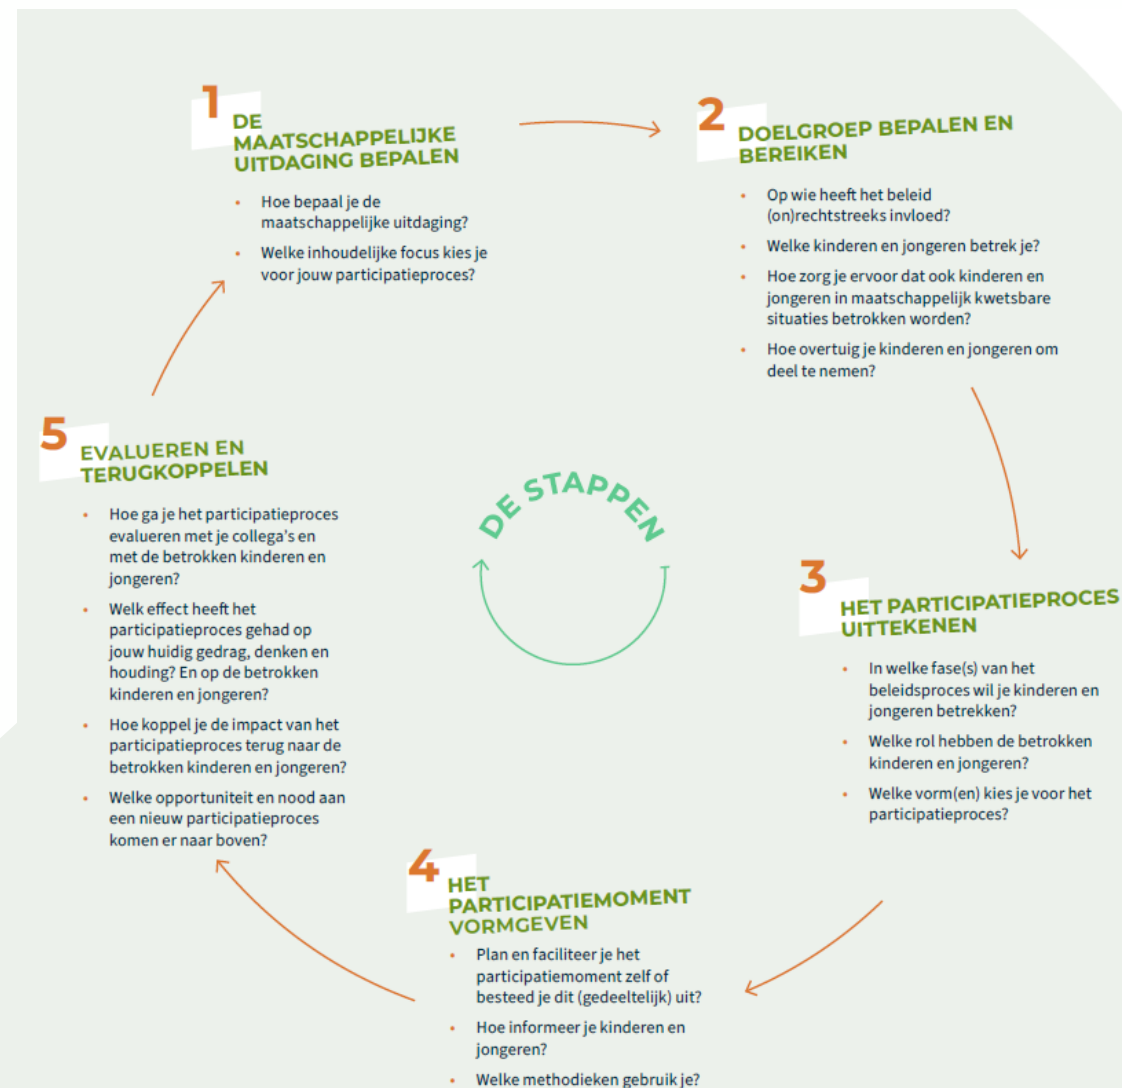 1
DE
MAATSCHAPPELIJKE
UITDAGING BEPALEN
• Hoe bepaal je de
maatschappelijke uitdaging?
• Welke inhoudelijke focus kies je
voor jouw participatieproces?
2
DOELGROEP BEPALEN EN
BEREIKEN
• Op wie heeft het beleid
(on)rechtstreeks invloed?
• Welke kinderen en jongeren betrek je?
• Hoe zorg je ervoor dat ook kinderen en
jongeren in maatschappelijk kwetsbare
situaties betrokken worden?
• Hoe overtuig je kinderen en jongeren om
deel te nemen?
DE STAPPEN
3
HET PARTICIPATIEPROCES
UITTEKENEN
• In welke fase(s) van het
beleidsproces wil je kinderen en
jongeren betrekken?
• Welke rol hebben de betrokken
kinderen en jongeren?
• Welke vorm(en) kies je voor het
participatieproces?
4
HET
PARTICIPATIEMOMENT
VORMGEVEN
• Plan en faciliteer je het
participatiemoment zelf of
besteed je dit (gedeeltelijk) uit?
• Hoe informeer je kinderen en
jongeren?
• Welke methodieken gebruik je?
5
EVALUEREN EN
TERUGKOPPELEN
• Hoe ga je het participatieproces
evalueren met je collega's en
met de betrokken kinderen en
jongeren?
• Welk effect heeft het
participatieproces gehad op
jouw huidig gedrag, denken en
houding? En op de betrokken
kinderen en jongeren?
• Hoe koppel je de impact van het
participatieproces terug naar de
betrokken kinderen en jongeren?
• Welke opportuniteit en nood aan
een nieuw participatieproces
komen er naar boven?